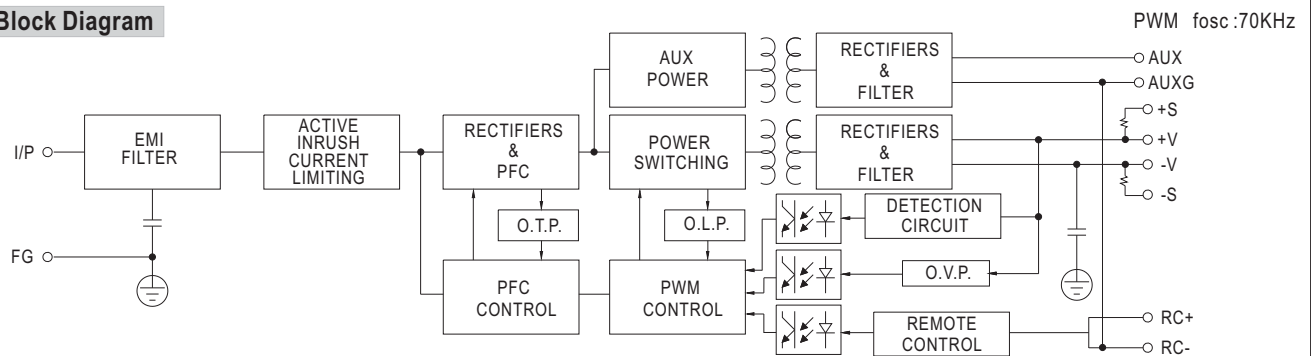 Block Diagram
PWM fosc :70KHz
AUX
POWER
RECTIFIERS
&
FILTER
AUX
AUXG
+S
+V
-V
-S
I/P
EMI
FILTER
ACTIVE
INRUSH
CURRENT
LIMITING
RECTIFIERS
&
PFC
POWER
SWITCHING
RECTIFIERS
&
FILTER
O.T.P.
O.L.P.
DETECTION
CIRCUIT
FG
PFC
CONTROL
PWM
CONTROL
O.V.P.
REMOTE
CONTROL
RC+
RC-